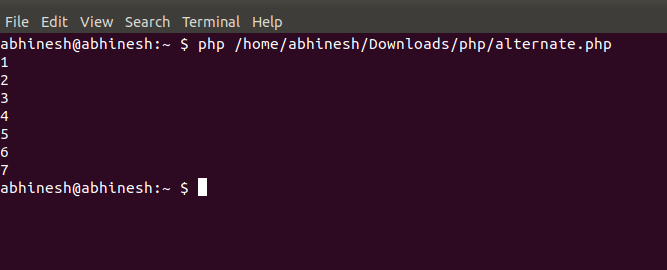 File Edit View Search Terminal Help
abhinesh@abhinesh:~ $ php /home/abhinesh/Downloads/php/alternate.php
1
2
3
4
5
6
7
abhinesh@abhinesh:~ $